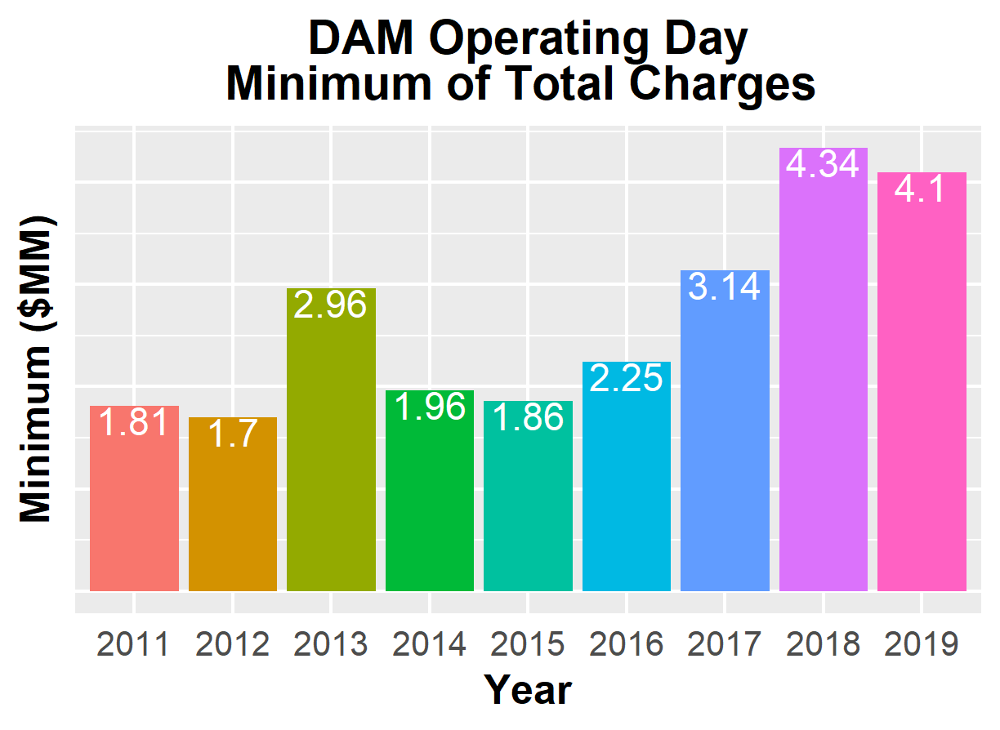 DAM Operating Day
Minimum of Total Charges
Minimum ($MM)
1.81
1.7
2.96
1.96
1.86
2.25
3.14
4.34
4.1
2011 2012 2013 2014 2015 2016 2017 2018 2019
Year